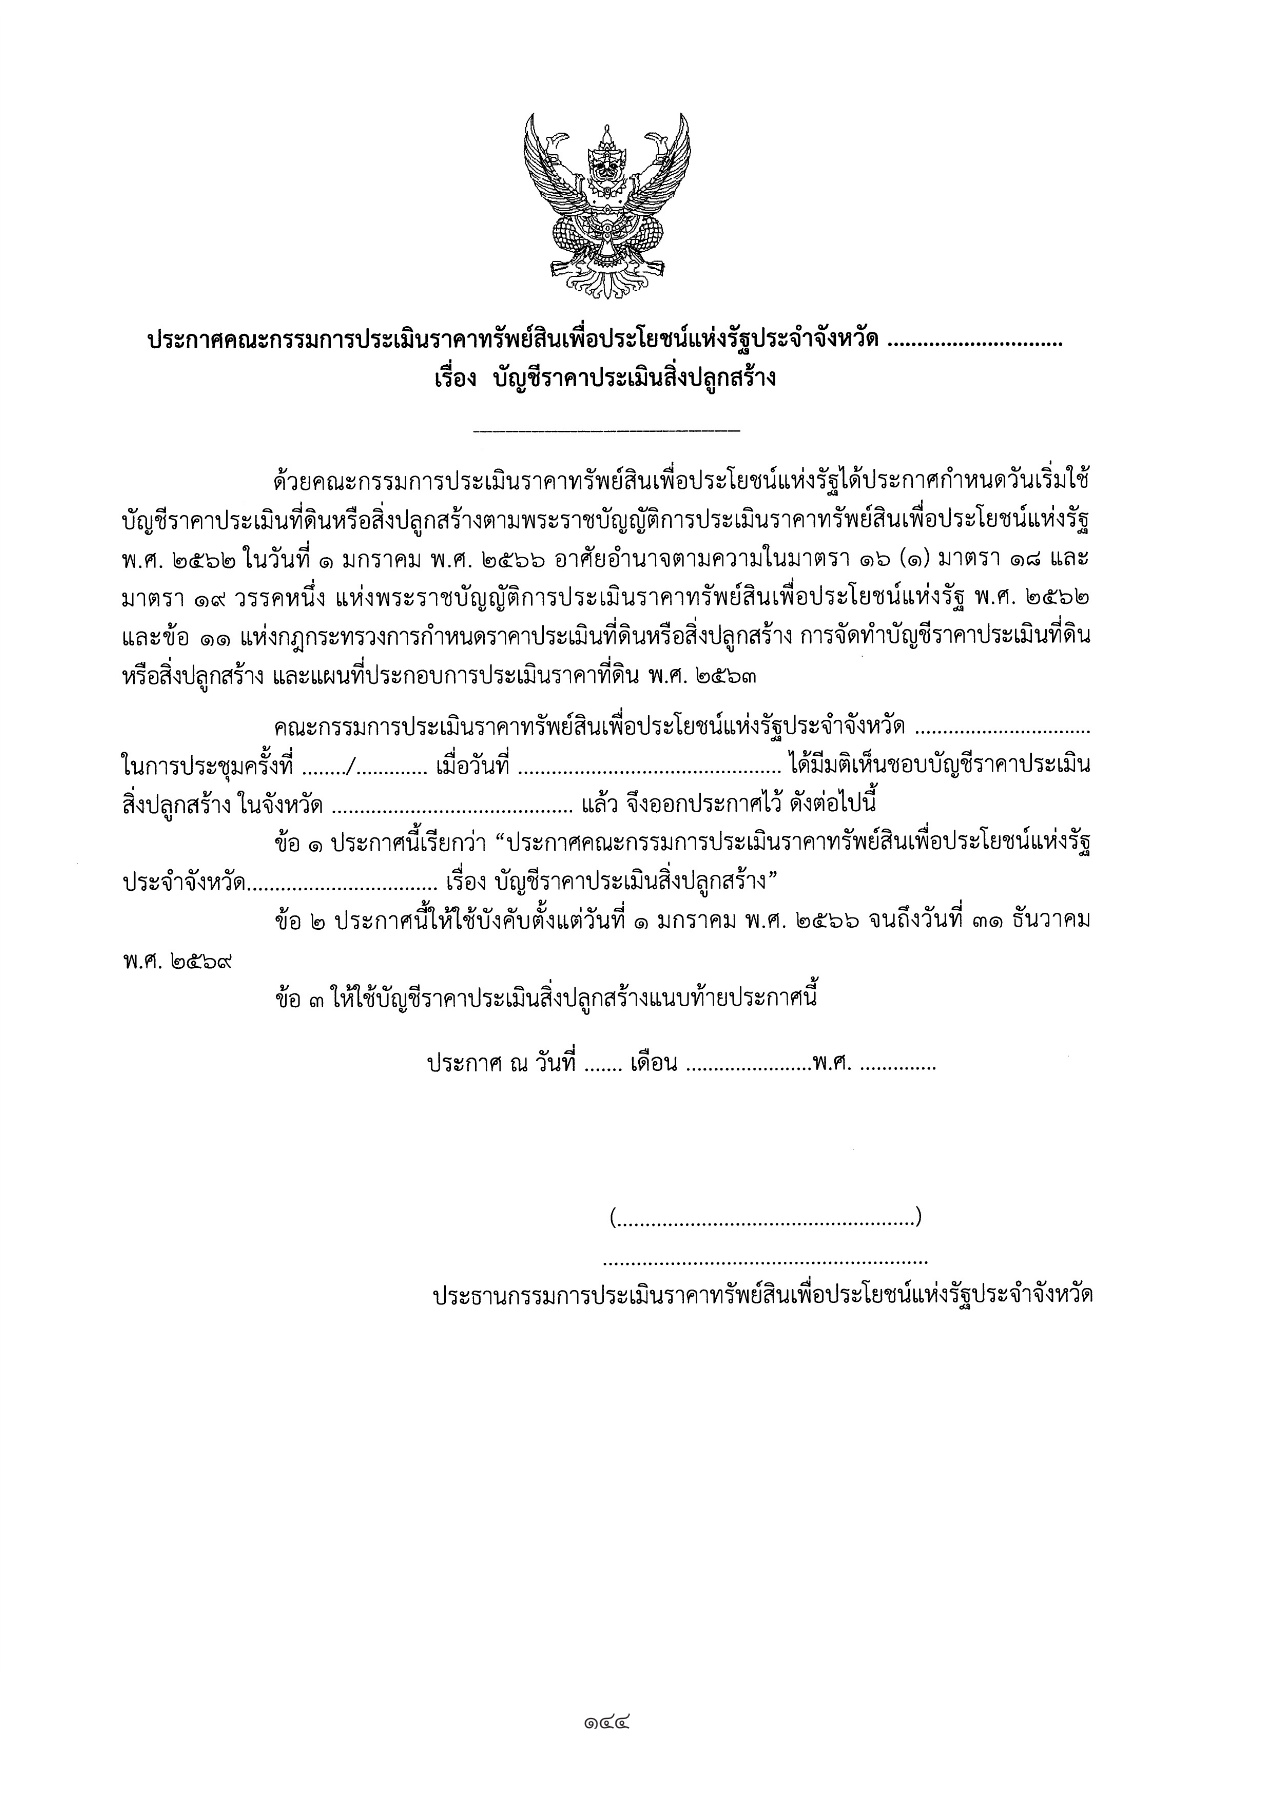 ประกาศคณะกรรมการประเมินราคาทรัพย์สินเพื่อประโยชน์แห่งรัฐประจำจังหวัด ..............................
เรื่อง บัญชีราคาประเมินสิ่งปลูกสร้าง
ด้วยคณะกรรมการประเมินราคาทรัพย์สินเพื่อประโยชน์แห่งรัฐได้ประกาศกำหนดวันเริ่มใช้
บัญชีราคาประเมินที่ดินหรือสิ่งปลูกสร้างตามพระราชบัญญัติการประเมินราคาทรัพย์สินเพื่อประโยชน์แห่งรัฐ
พ.ศ. ๒๕๖๒ ในวันที่ ๑ มกราคม พ.ศ. ๒๕๖๖ อาศัยอำนาจตามความในมาตรา ๑๖ (๑) มาตรา ๑๘ และ
มาตรา ๑๙ วรรคหนึ่ง แห่งพระราชบัญญัติการประเมินราคาทรัพย์สินเพื่อประโยชน์แห่งรัฐ พ.ศ. ๒๕๖๒
และข้อ ๑๑ แห่งกฎกระทรวงการกำหนดราคาประเมินที่ดินหรือสิ่งปลูกสร้าง การจัดทำบัญชีราคาประเมินที่ดิน
หรือสิ่งปลูกสร้าง และแผนที่ประกอบการประเมินราคาที่ดิน พ.ศ. ๒๕๖๓
คณะกรรมการประเมินราคาทรัพย์สินเพื่อประโยชน์แห่งรัฐประจำจังหวัด ...............................
ในการประชุมครั้งที่ ......../............. เมื่อวันที่ ............................................... ได้มีมติเห็นชอบบัญชีราคาประเมิน
สิ่งปลูกสร้าง ในจังหวัด ........................................... แล้ว จึงออกประกาศไว้ ดังต่อไปนี้
ข้อ ๑ ประกาศนี้เรียกว่า “ประกาศคณะกรรมการประเมินราคาทรัพย์สินเพื่อประโยชน์แห่งรัฐ
ประจำจังหวัด.................................. เรื่อง บัญชีราคาประเมินสิ่งปลูกสร้าง”
ข้อ ๒ ประกาศนี้ให้ใช้บังคับตั้งแต่วันที่ ๑ มกราคม พ.ศ. ๒๕๖๖ จนถึงวันที่ ๓๑ ธันวาคม
พ.ศ. ๒๕๖๙
ข้อ ๓ ให้ใช้บัญชีราคาประเมินสิ่งปลูกสร้างแนบท้ายประกาศนี้
ประกาศ ณ วันที่ ....... เดือน .......................พ.ศ. ..............
(.....................................................)
..........................................................
ประธานกรรมการประเมินราคาทรัพย์สินเพื่อประโยชน์แห่งรัฐประจำจังหวัด
๑๔๔